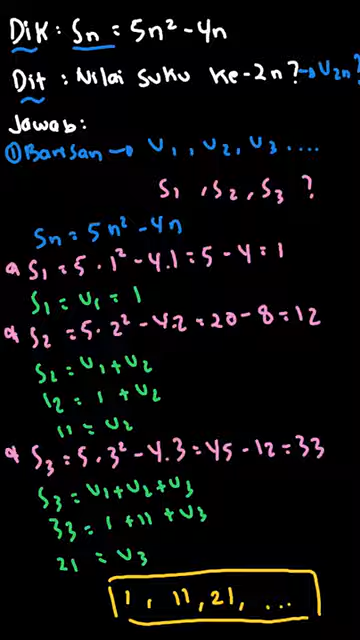 Dik : Sn = 5n² - 4n
Dit : Nilai suku ke-2n? → U₂n?
Jawab:
① Barisan → U₁, U₂, U₃ ....
S₁, S₂, S₃ ?
Sn = 5n² - 4n
S₁ = 5 · 1² - 4.1 = 5 - 4 = 1
S₁ = U₁ = 1
S₂ = 5 · 2² - 4.2 = 20 - 8 = 12
S₂ = U₁ + U₂
12 = 1 + U₂
11 = U₂
S₃ = 5 · 3² - 4.3 = 45 - 12 = 33
S₃ = U₁ + U₂ + U₃
33 = 1 + 11 + U₃
21 = U₃
1, 11, 21, ...